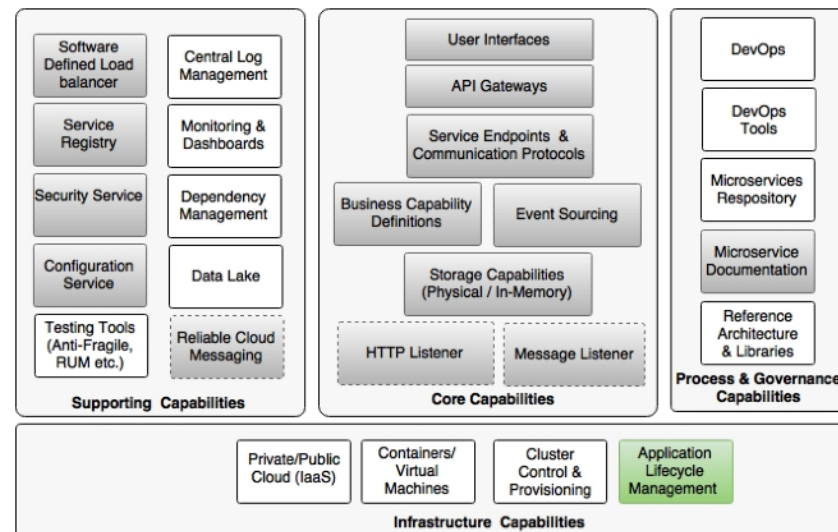 Software
Defined Load
balancer
Central Log
Management
Service
Registry
Monitoring &
Dashboards
Security Service
Dependency
Management
Configuration
Service
Data Lake
Testing Tools
(Anti-Fragile,
RUM etc.)
Reliable Cloud
Messaging
Supporting Capabilities
User Interfaces
API Gateways
Service Endpoints &
Communication Protocols
Business Capability
Definitions
Event Sourcing
Storage Capabilities
(Physical / In-Memory)
HTTP Listener
Message Listener
Core Capabilities
DevOps
DevOps
Tools
Microservices
Respository
Microservice
Documentation
Reference
Architecture
& Libraries
Process & Governance
Capabilities
Private/Public
Cloud (IaaS)
Containers/
Virtual
Machines
Cluster
Control &
Provisioning
Application
Lifecycle
Management
Infrastructure Capabilities